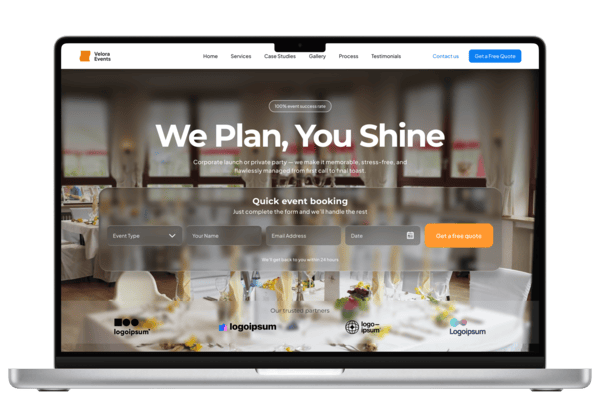 Velora
Events
Home
Services
Case Studies
Gallery
Process
Testimonials
Contact us
Get a Free Quote
100% event success rate
We Plan, You Shine
Corporate launch or private party — we make it memorable, stress-free, and
flawlessly managed from first call to final toast.
Quick event booking
Just complete the form and we'll handle the rest
Event Type
Your Name
Email Address
Date
Get a free quote
We'll get back to you within 24 hours
Our trusted partners
logoipsum
logoipsum
logo—
ipsum
Logoipsum